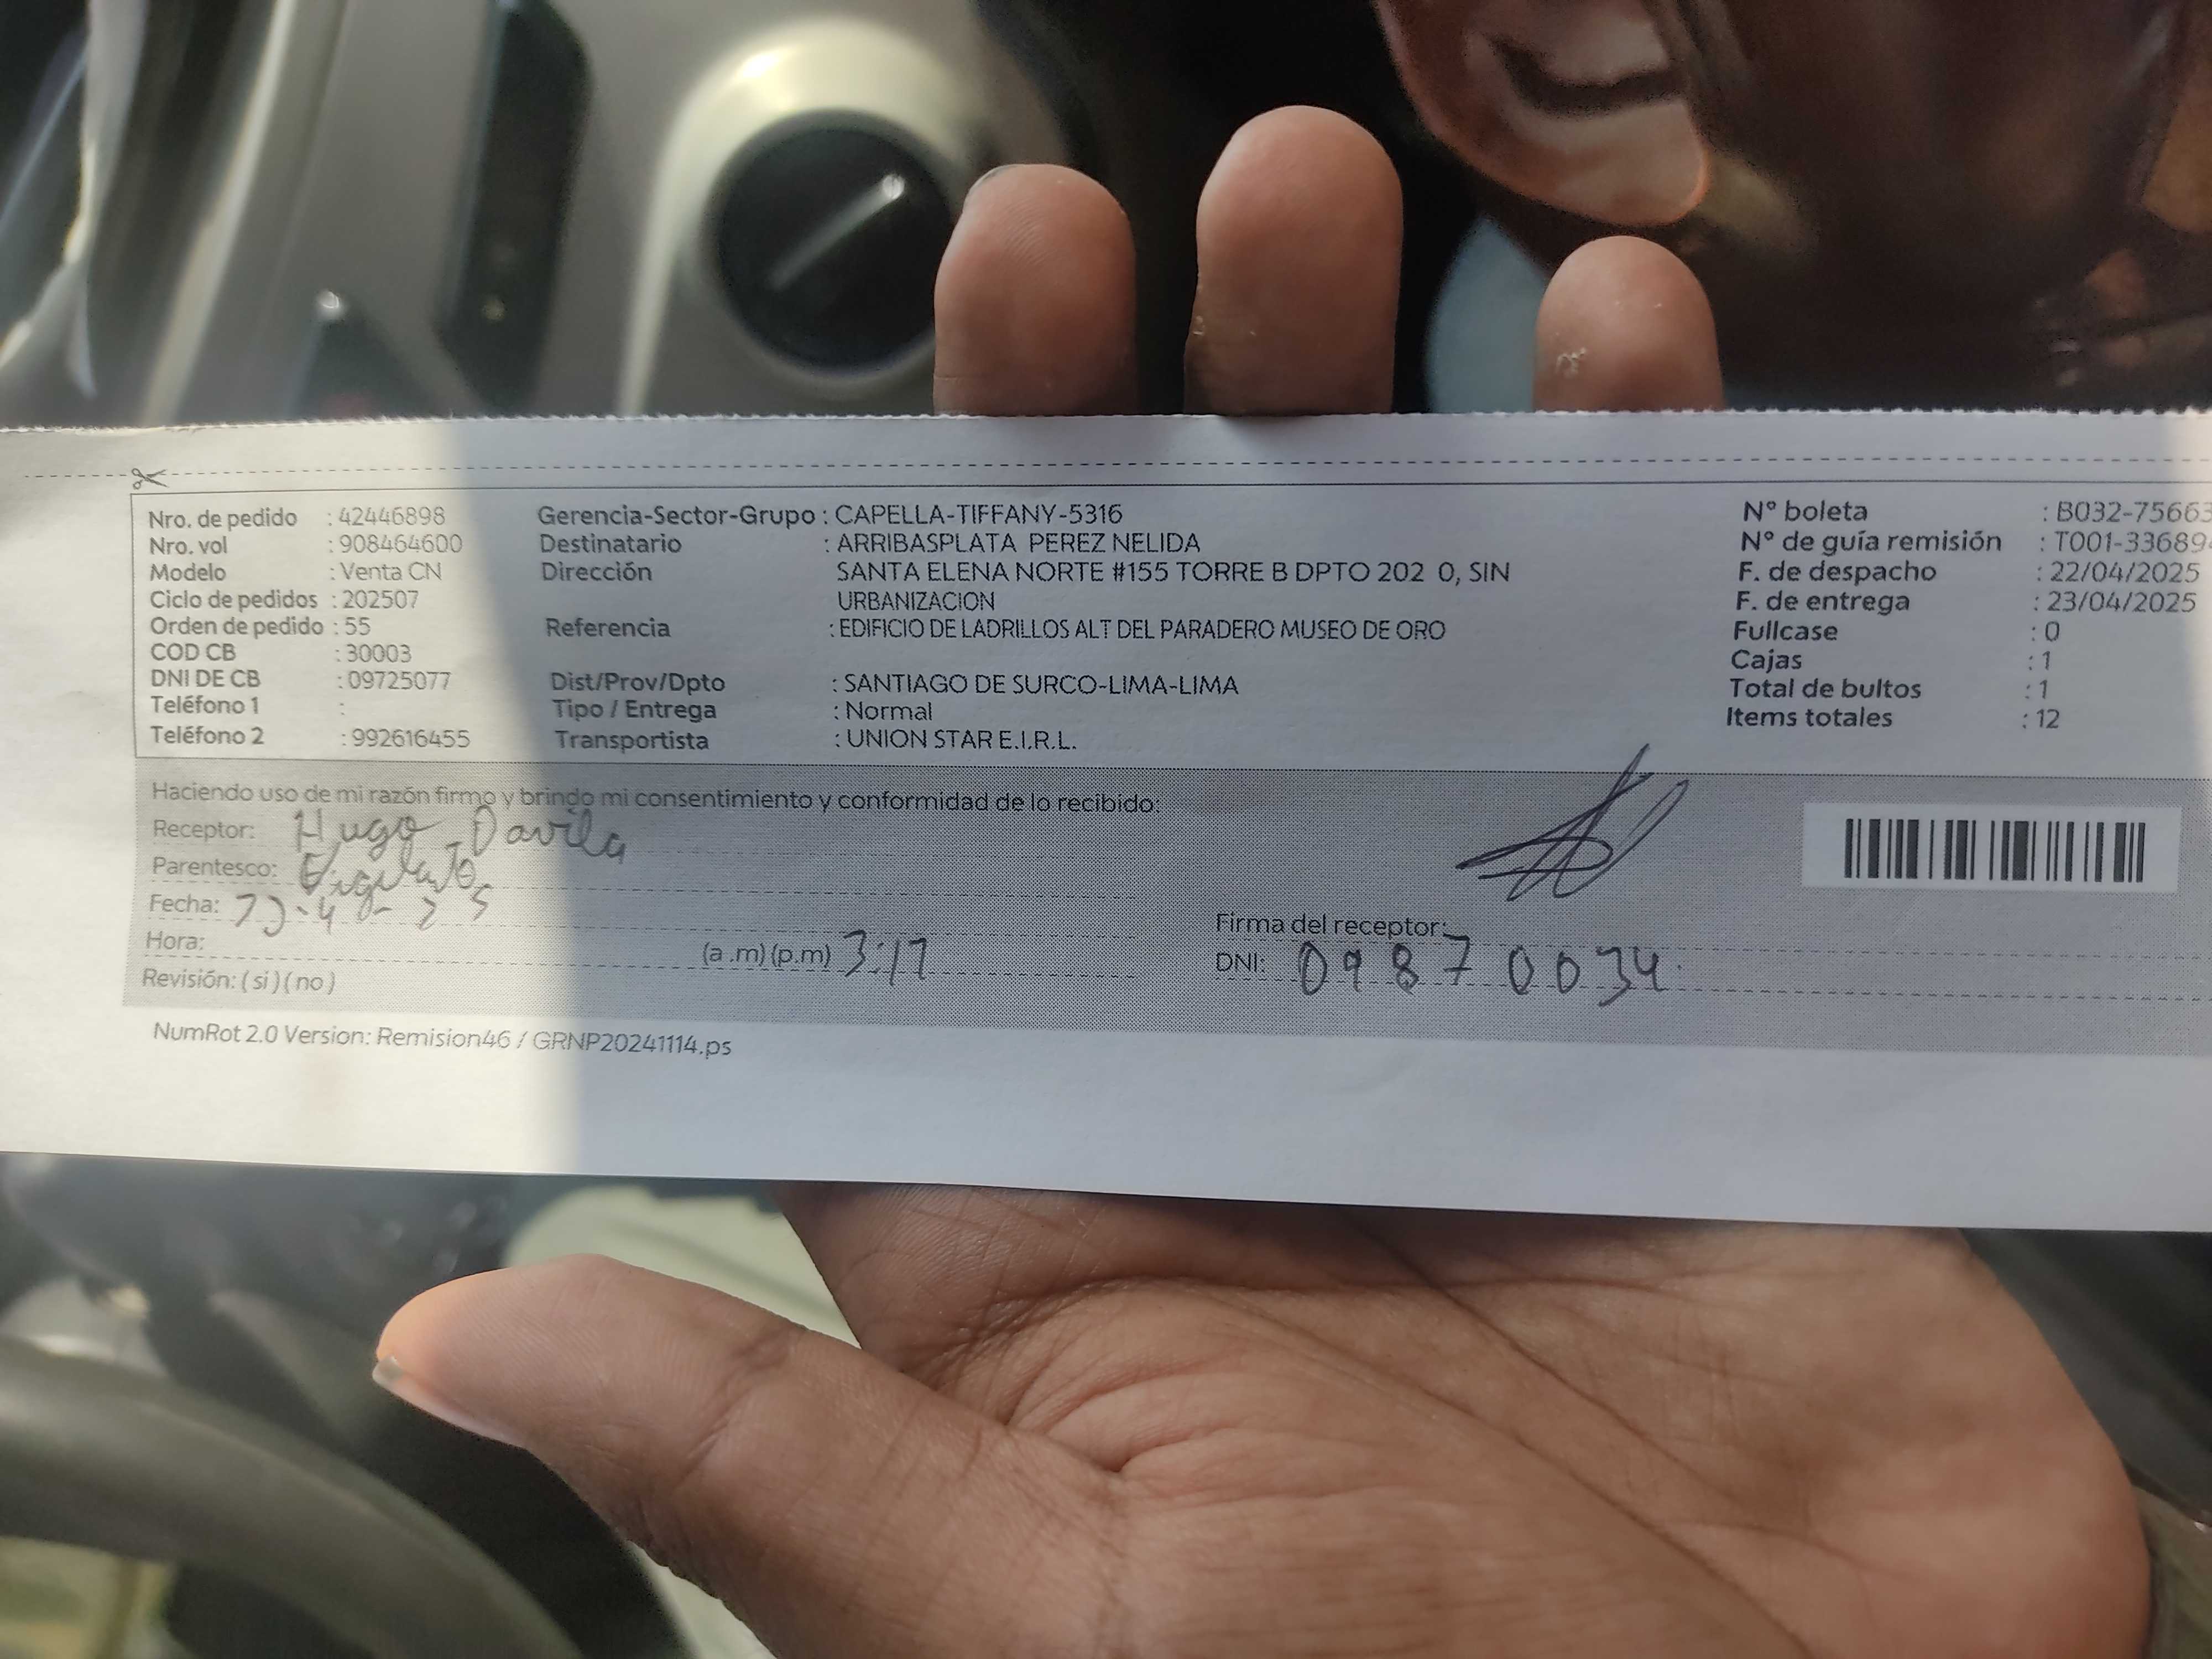 Nro. de pedido : 42446898 Gerencia-Sector-Grupo : CAPELLA-TIFFANY-5316 N° boleta : B032-75663
Nro. vol : 908464600 Destinatario : ARRIBASPLATA PEREZ NELIDA N° de guía remisión : T001-33689
Modelo : Venta CN Dirección SANTA ELENA NORTE #155 TORRE B DPTO 202 0, SIN F. de despacho : 22/04/2025
Ciclo de pedidos : 202507 URBANIZACION F. de entrega : 23/04/2025
Orden de pedido : 55 Referencia : EDIFICIO DE LADRILLOS ALT DEL PARADERO MUSEO DE ORO Fullcase : 0
COD CB : 30003 Cajas : 1
DNI DE CB : 09725077 Dist/Prov/Dpto : SANTIAGO DE SURCO-LIMA-LIMA Total de bultos : 1
Teléfono 1 : Tipo / Entrega : Normal Items totales : 12
Teléfono 2 : 992616455 Transportista : UNION STAR E.I.R.L.
Haciendo uso de mi razón firmo y brindo mi consentimiento y conformidad de lo recibido:
Receptor: Hugo Davila
Parentesco:
Fecha:
Firma del receptor:
Hora: (a .m) (p.m) 3:17 DNI: 09870034
Revisión: ( si ) ( no )
NumRot 2.0 Version: Remision46 / GRNP20241114.ps